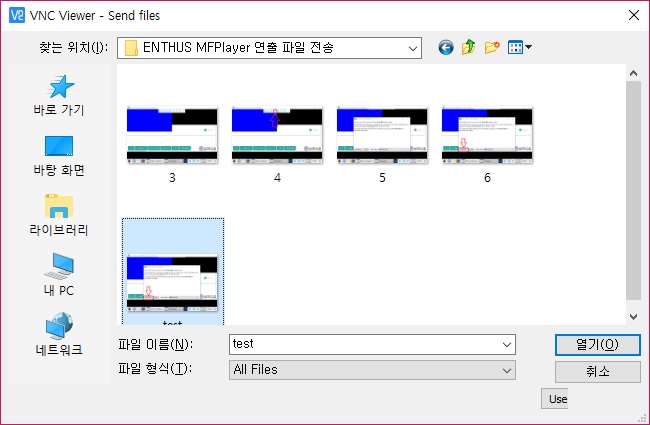 VNC Viewer - Send files
찾는 위치(I):
ENTHUS MFPlayer 연출 파일 전송
바로 가기
바탕 화면
라이브러리
내 PC
네트워크
3
4
5
6
test
파일 이름(N):
test
열기(O)
파일 형식(T):
All Files
취소
Use